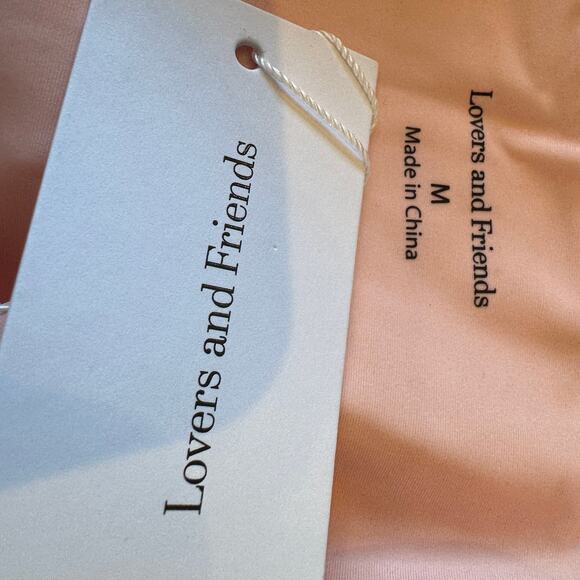 Lovers and Friends
Lovers and Friends
M
Made in China